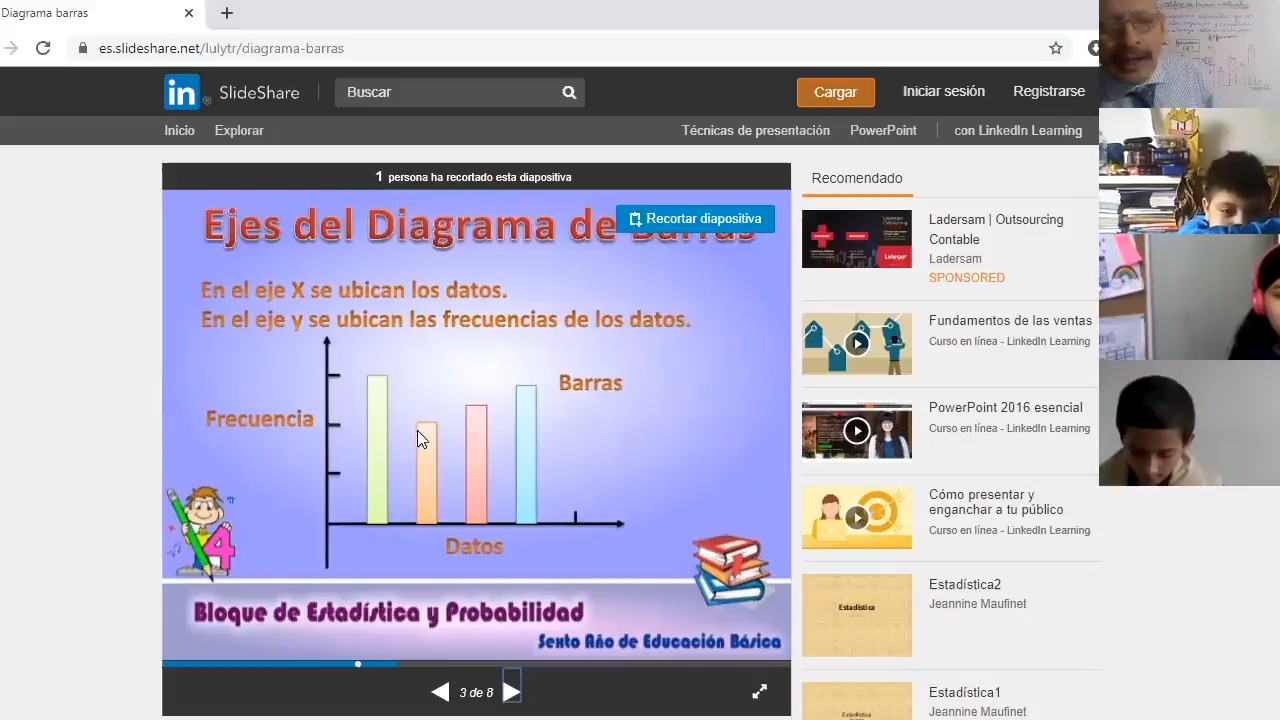 Diagrama barras
es.slideshare.net/lulytr/diagrama-barras
in SlideShare
Buscar
Cargar
Iniciar sesión
Registrarse
Inicio
Explorar
Técnicas de presentación
PowerPoint
con LinkedIn Learning
1 persona ha recortado esta diapositiva
Ejes del Diagrama de Barras
Recortar diapositiva
En el eje X se ubican los datos.
En el eje y se ubican las frecuencias de los datos.
Barras
Frecuencia
Datos
4
Bloque de Estadística y Probabilidad
Sexto Año de Educación Básica
3 de 8
Recomendado
Ladersam | Outsourcing
Contable
Ladersam
SPONSORED
Fundamentos de las ventas
Curso en línea - LinkedIn Learning
PowerPoint 2016 esencial
Curso en línea - LinkedIn Learning
Cómo presentar y
enganchar a tu público
Curso en línea - LinkedIn Learning
Estadística
Estadística2
Jeannine Maufinet
Estadística
Estadística1
Jeannine Maufinet